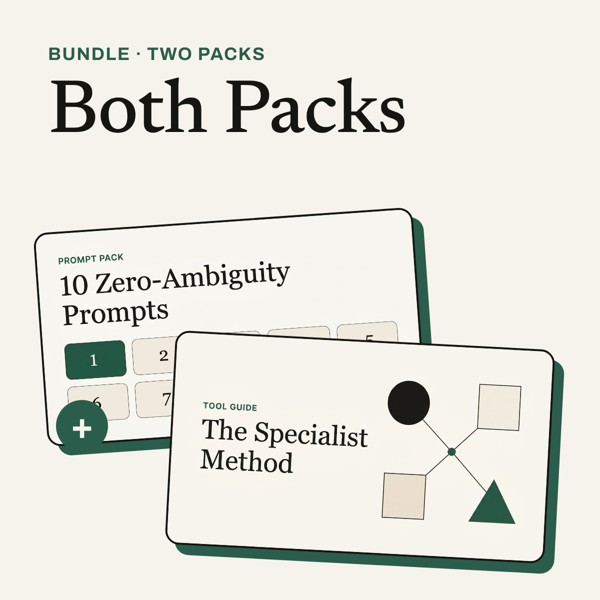 BUNDLE · TWO PACKS
Both Packs
PROMPT PACK
10 Zero-Ambiguity
Prompts
1 2 5
6 7
TOOL GUIDE
The Specialist
Method
+